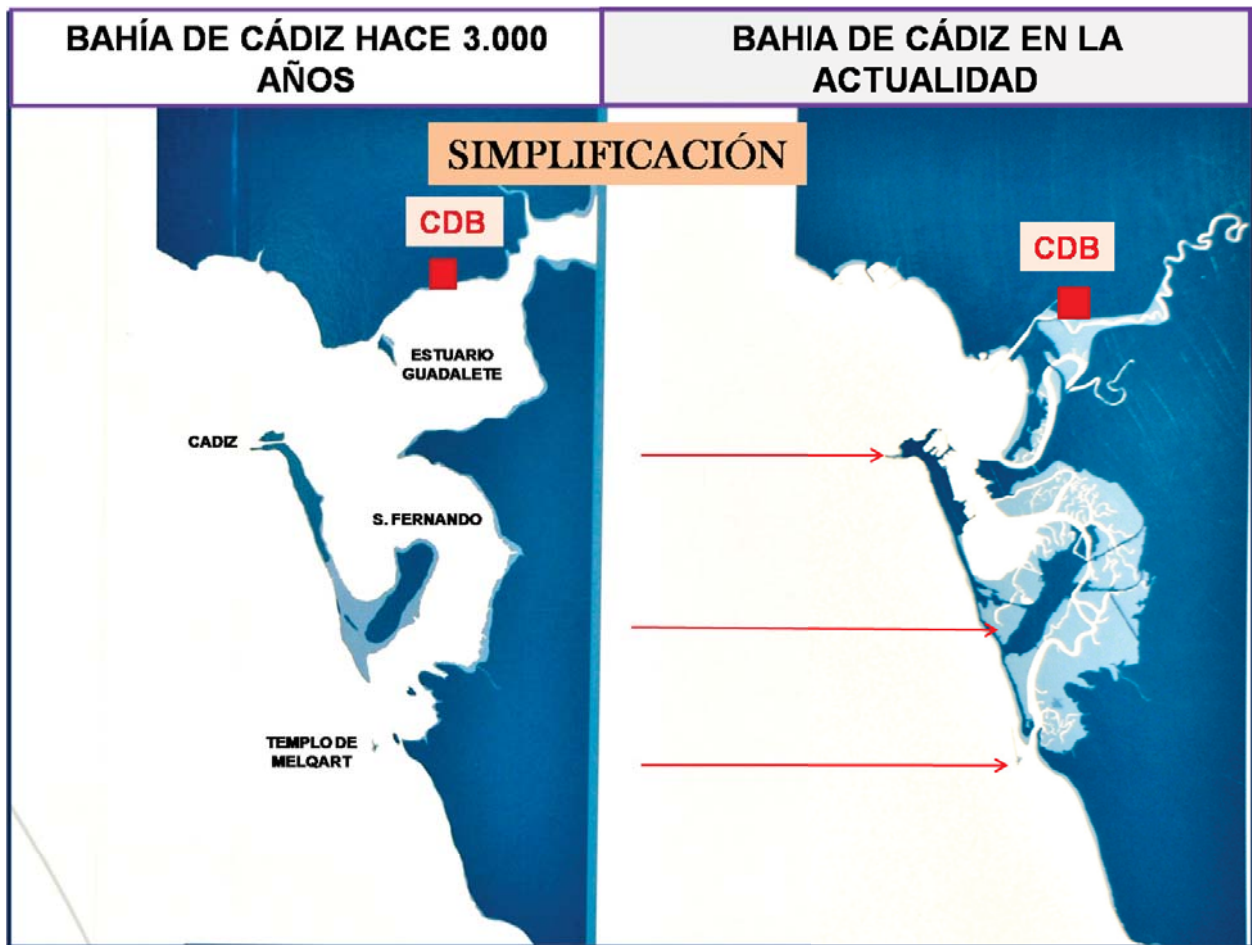 BAHÍA DE CÁDIZ HACE 3.000
AÑOS
BAHIA DE CÁDIZ EN LA
ACTUALIDAD
SIMPLIFICACIÓN
CDB
CDB
ESTUARIO
GUADALETE
CADIZ
S. FERNANDO
TEMPLO DE
MELQART